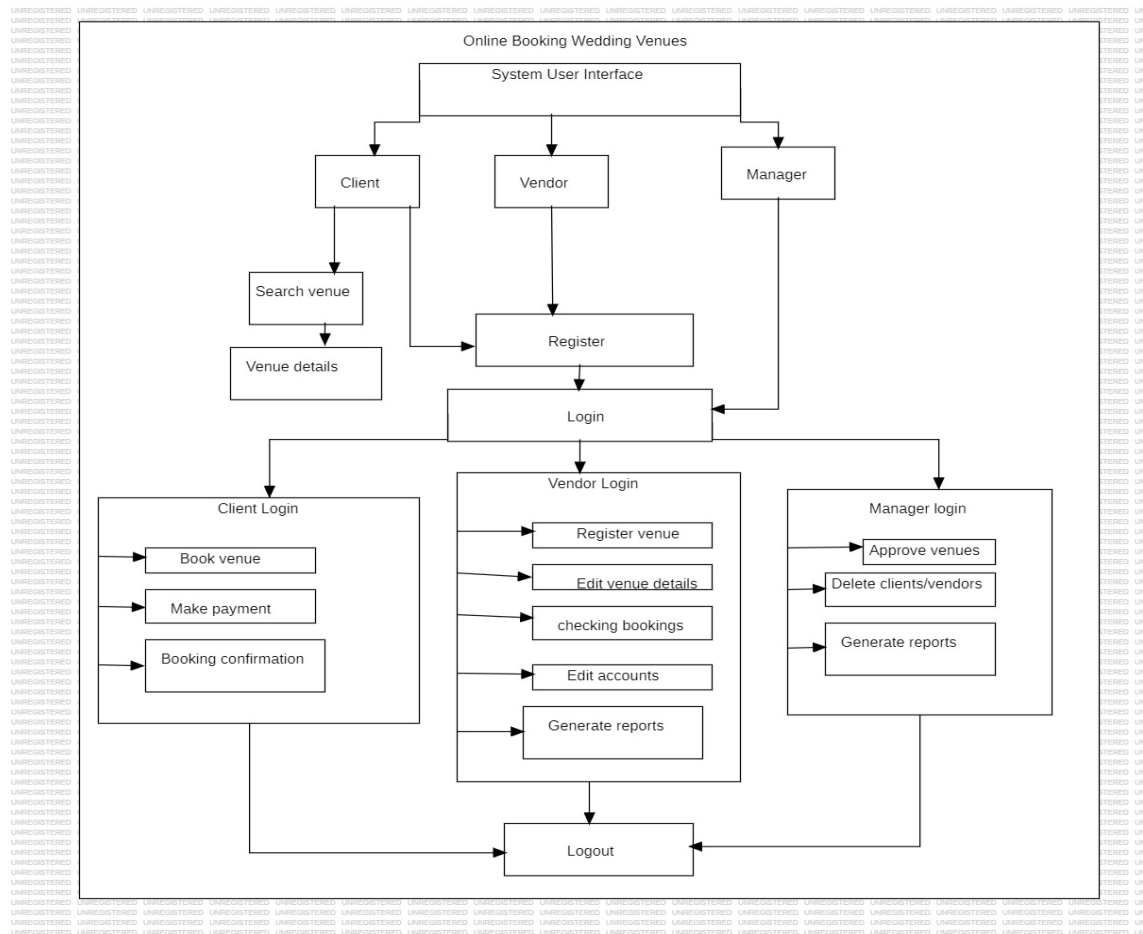 Online Booking Wedding Venues
System User Interface
Client
Vendor
Manager
Search venue
Venue details
Register
Login
Client Login
Book venue
Make payment
Booking confirmation
Vendor Login
Register venue
Edit venue details
checking bookings
Edit accounts
Generate reports
Manager login
Approve venues
Delete clients/vendors
Generate reports
Logout
UNREGISTERED